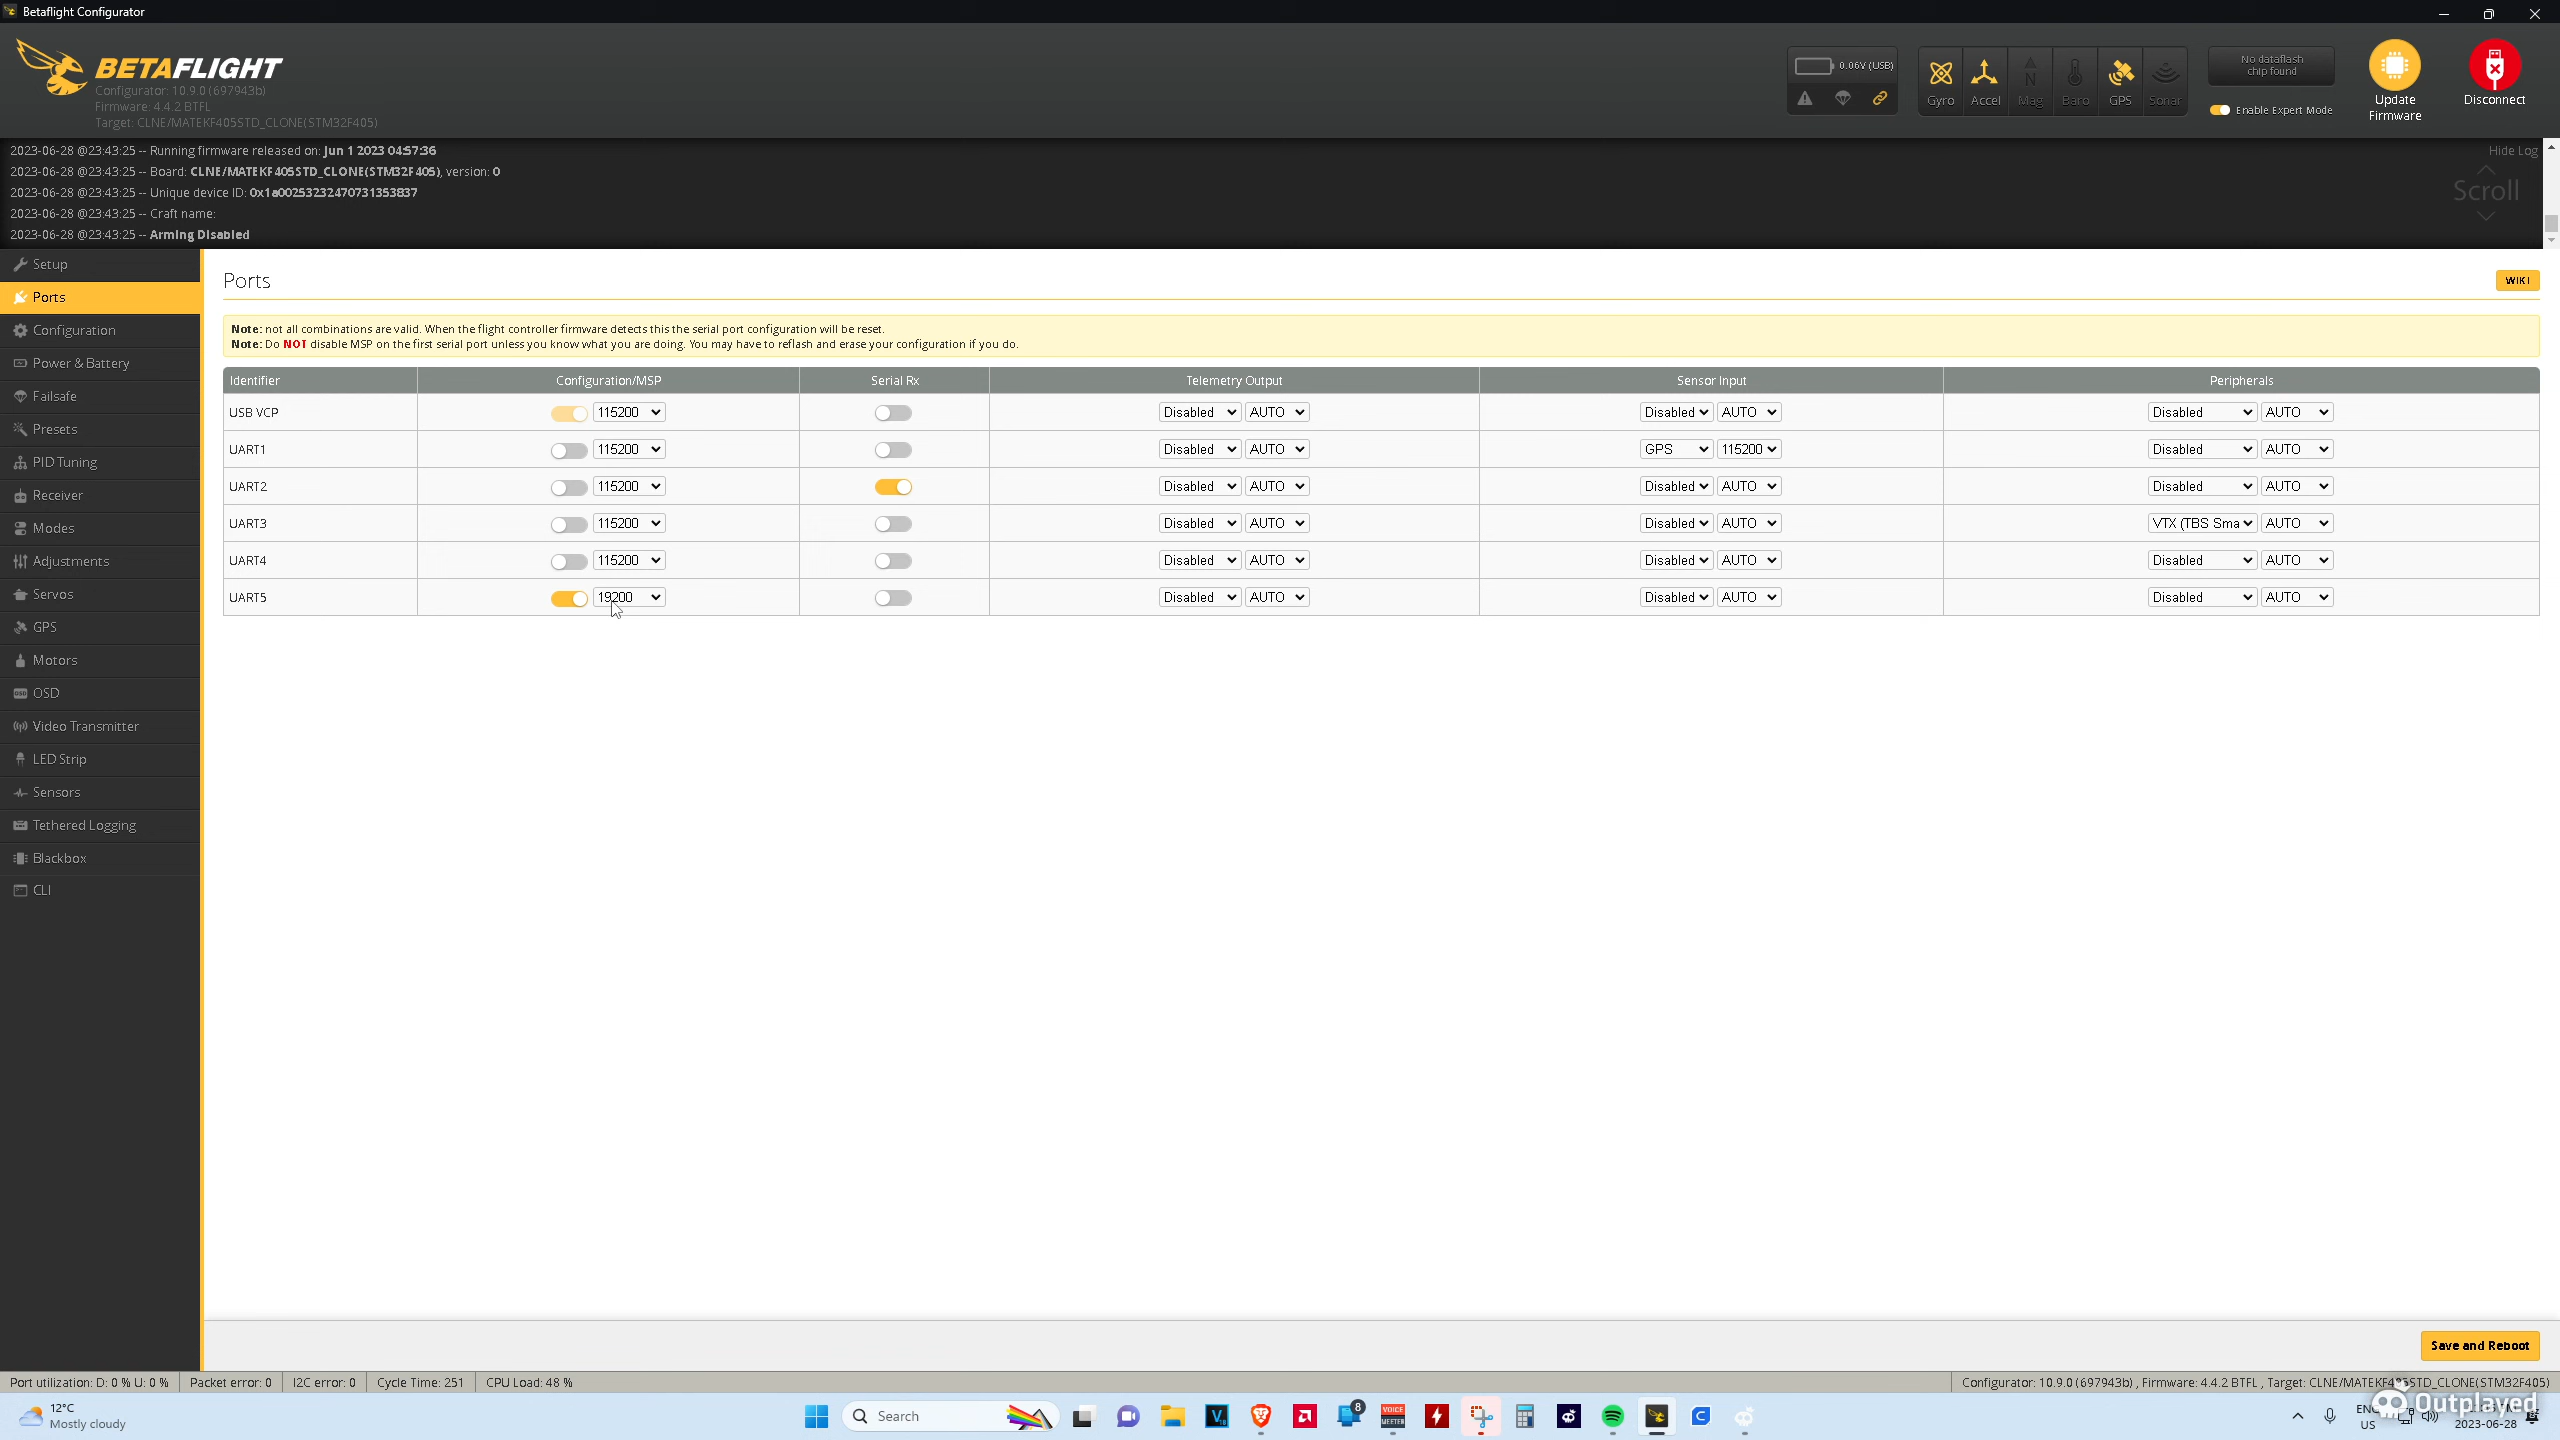 Betaflight Configurator
BETAFLIGHT
Configurator: 10.9.0 (697943b)
Firmware: 4.4.2 BTFL
Target: CLNE/MATEKF405STD_CLONE(STM32F405)
0.06V (USB)
Gyro Accel Mag Baro GPS Sonar
No dataflash
chip found
Enable Expert Mode
Update
Firmware
Disconnect
2023-06-28 @23:43:25 -- Running firmware released on: Jun 1 2023 04:57:36
2023-06-28 @23:43:25 -- Board: CLNE/MATEKF405STD_CLONE(STM32F405), version: 0
2023-06-28 @23:43:25 -- Unique device ID: 0x1a00253232470731353837
2023-06-28 @23:43:25 -- Craft name:
2023-06-28 @23:43:25 -- Arming Disabled
Hide Log
Scroll
Setup
Ports
Configuration
Power & Battery
Failsafe
Presets
PID Tuning
Receiver
Modes
Adjustments
Servos
GPS
Motors
OSD
Video Transmitter
LED Strip
Sensors
Tethered Logging
Blackbox
CLI
Ports
WIKI
Note: not all combinations are valid. When the flight controller firmware detects this the serial port configuration will be reset.
Note: Do NOT disable MSP on the first serial port unless you know what you are doing. You may have to reflash and erase your configuration if you do.
Identifier Configuration/MSP Serial Rx Telemetry Output Sensor Input Peripherals
USB VCP 115200 Disabled AUTO Disabled AUTO Disabled AUTO
UART1 115200 Disabled AUTO GPS 115200 Disabled AUTO
UART2 115200 Disabled AUTO Disabled AUTO Disabled AUTO
UART3 115200 Disabled AUTO Disabled AUTO VTX (TBS Sma AUTO
UART4 115200 Disabled AUTO Disabled AUTO Disabled AUTO
UART5 19200 Disabled AUTO Disabled AUTO Disabled AUTO
Save and Reboot
Port utilization: D: 0 % U: 0 % Packet error: 0 I2C error: 0 Cycle Time: 251 CPU Load: 48 %
Configurator: 10.9.0 (697943b) , Firmware: 4.4.2 BTFL , Target: CLNE/MATEKF405STD_CLONE(STM32F405)
12°C
Mostly cloudy
Search
8
VOICE
MEETER
ENG
US
2023-06-28
Outplayed